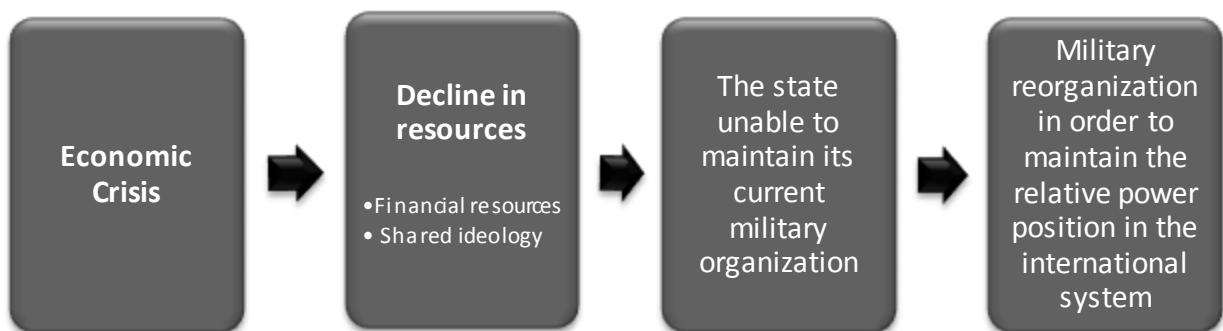 Economic
Crisis
Decline in
resources
•Financial resources
• Shared ideology
The state
unable to
maintain its
current
military
organization
Military
reorganization
in order to
maintain the
relative power
position in the
international
system